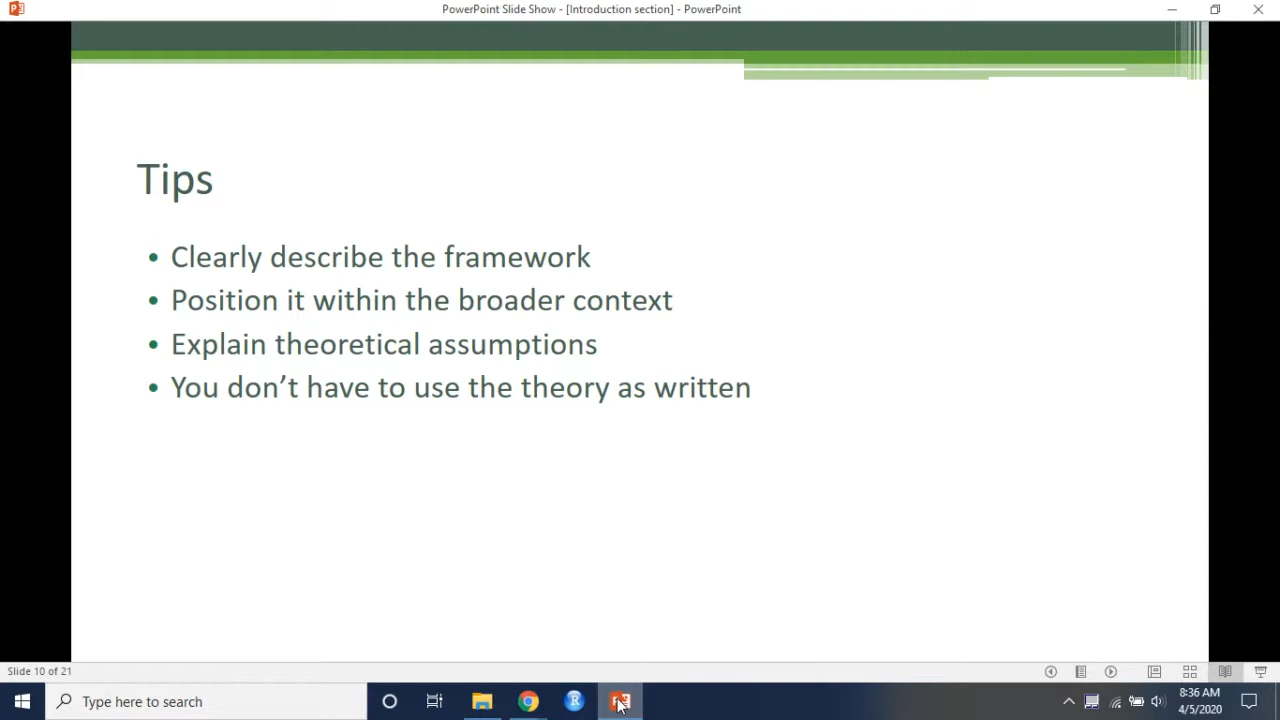 PowerPoint Slide Show - [Introduction section] - PowerPoint
Tips
• Clearly describe the framework
• Position it within the broader context
• Explain theoretical assumptions
• You don’t have to use the theory as written
Slide 10 of 21
Type here to search
8:36 AM
4/5/2020